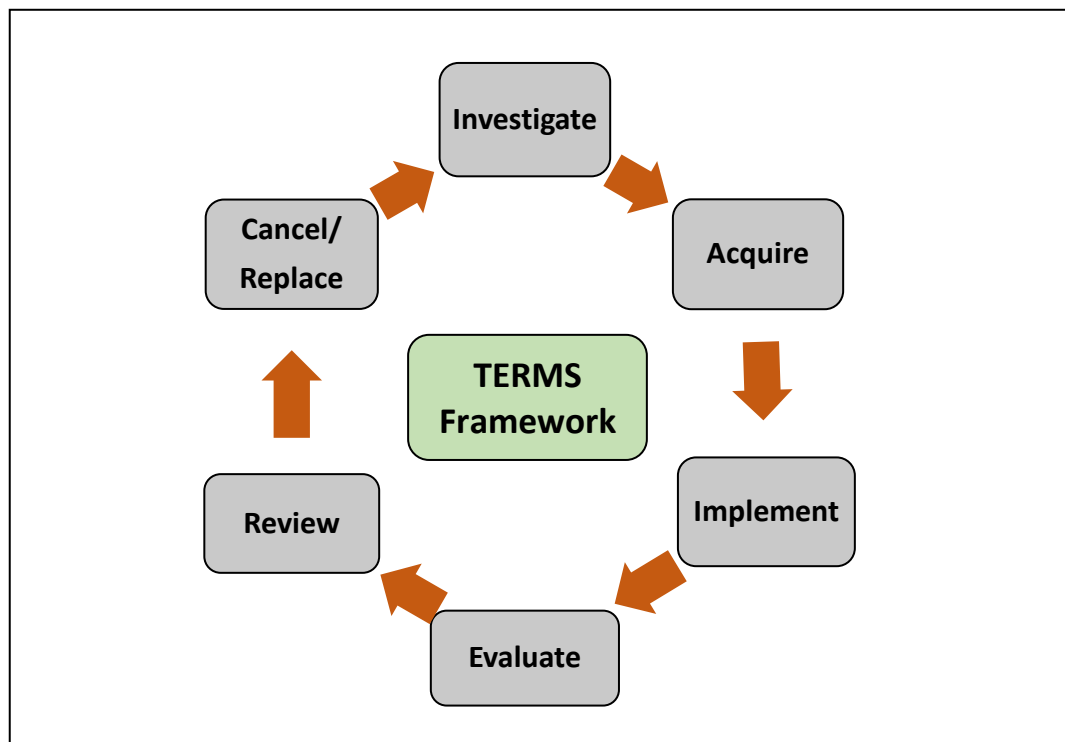 Investigate
Acquire
Implement
Evaluate
Review
Cancel/
Replace
TERMS
Framework